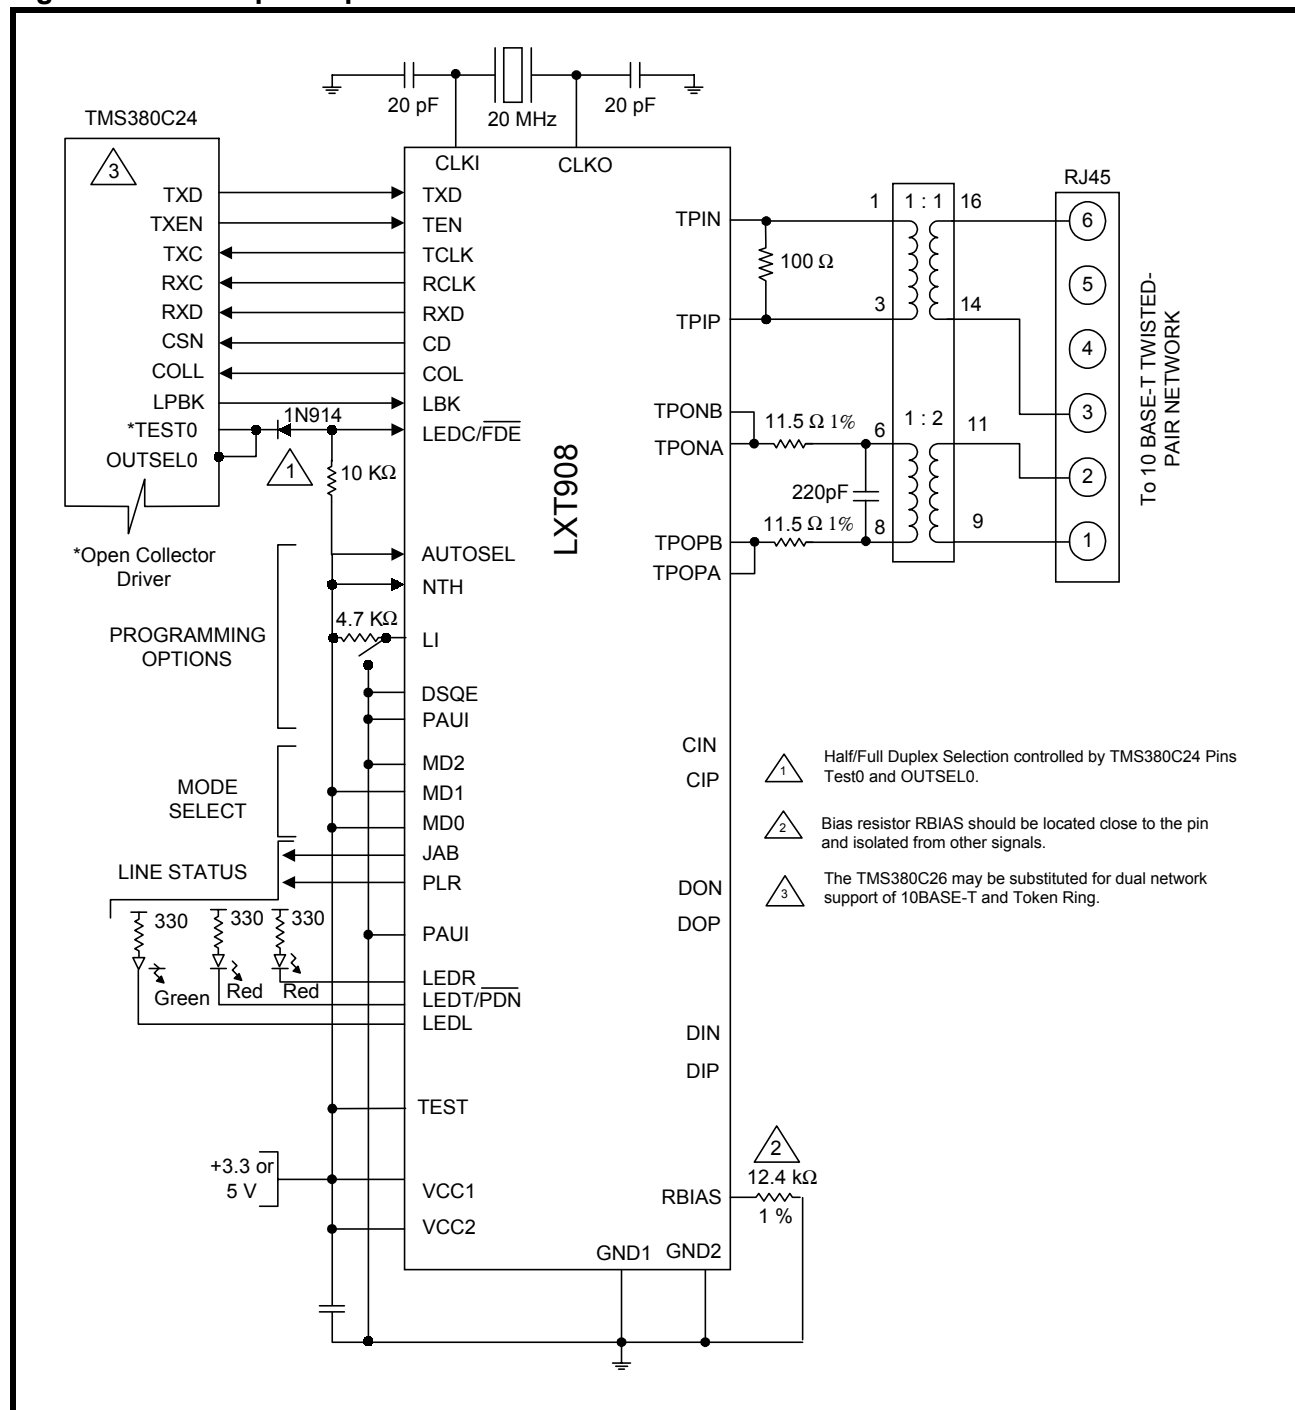 20 pF
20 MHz
20 pF
TMS380C24
3
CLKI
CLKO
TXD
TXEN
TXC
RXC
RXD
CSN
COLL
LPBK
*TEST0
OUTSEL0
1N914
1
10 KΩ
*Open Collector
Driver
TXD
TEN
TCLK
RCLK
RXD
CD
COL
LBK
LEDC/FDE
AUTOSEL
NTH
4.7 KΩ
LI
DSQE
PAUI
MD2
MD1
MD0
JAB
PLR
PAUI
LEDR
LEDT/PDN
LEDL
TEST
VCC1
VCC2
PROGRAMMING
OPTIONS
MODE
SELECT
LINE STATUS
330
330
330
Green
Red
Red
+3.3 or
5 V
LXT908
TPIN
TPIP
TPONB
TPONA
TPOPB
TPOPA
CIN
CIP
DON
DOP
DIN
DIP
RBIAS
GND1
GND2
100 Ω
11.5 Ω 1%
220pF
11.5 Ω 1%
1
1 : 1
16
3
14
6
1 : 2
11
8
9
RJ45
6
5
4
3
2
1
To 10 BASE-T TWISTED-
PAIR NETWORK
1
Half/Full Duplex Selection controlled by TMS380C24 Pins
Test0 and OUTSEL0.
2
Bias resistor RBIAS should be located close to the pin
and isolated from other signals.
3
The TMS380C26 may be substituted for dual network
support of 10BASE-T and Token Ring.
2
12.4 kΩ
1 %